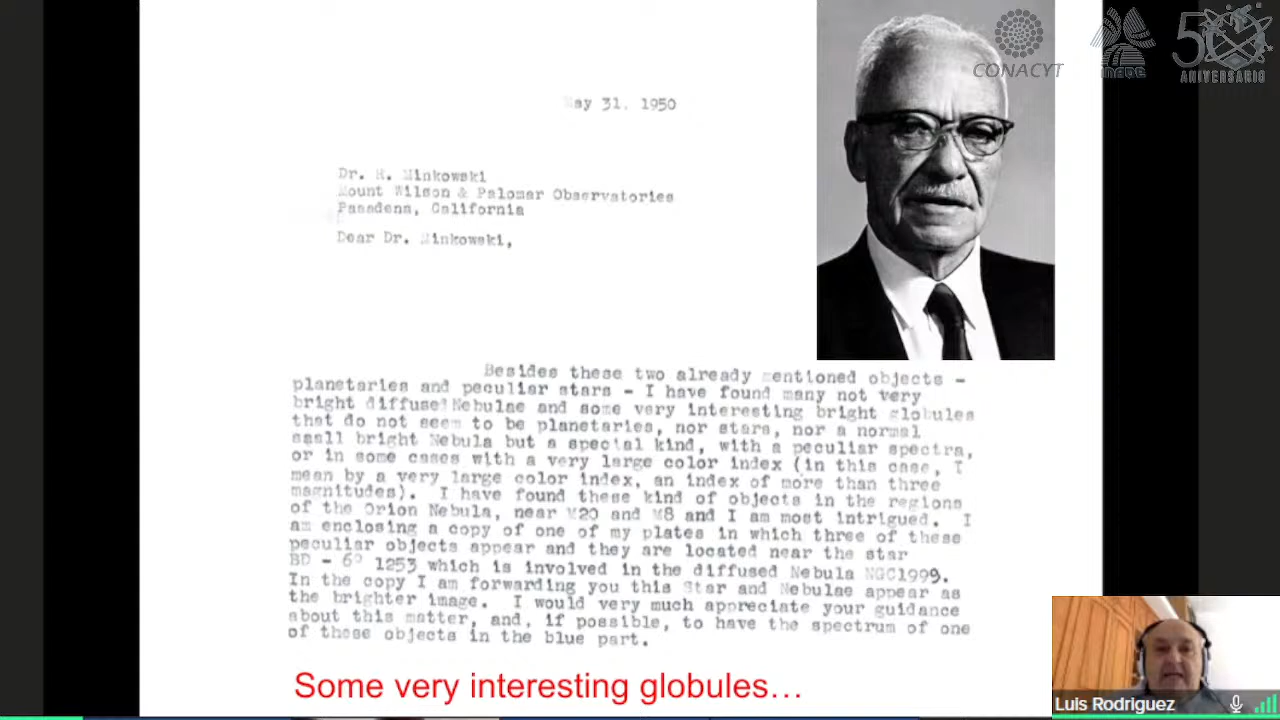 CONACYT
inaoe
50
ANIVERSARIO
May 31, 1950
Dr. R. Minkowski
Mount Wilson & Palomar Observatories
Pasadena, California
Dear Dr. Minkowski,
Besides these two already mentioned objects -
planetaries and peculiar stars - I have found many not very
bright diffused Nebulae and some very interesting bright globules
that do not seem to be planetaries, nor stars, nor a normal
small bright Nebula but a special kind, with a peculiar spectra,
or in some cases with a very large color index (in this case, I
mean by a very large color index, an index of more than three
magnitudes). I have found these kind of objects in the regions
of the Orion Nebula, near M20 and M8 and I am most intrigued. I
am enclosing a copy of one of my plates in which three of these
peculiar objects appear and they are located near the star
BD - 6º 1253 which is involved in the diffused Nebula NGC1999.
In the copy I am forwarding you this Star and Nebulae appear as
the brighter image. I would very much appreciate your guidance
about this matter, and, if possible, to have the spectrum of one
of these objects in the blue part.
Some very interesting globules...
Luis Rodriguez